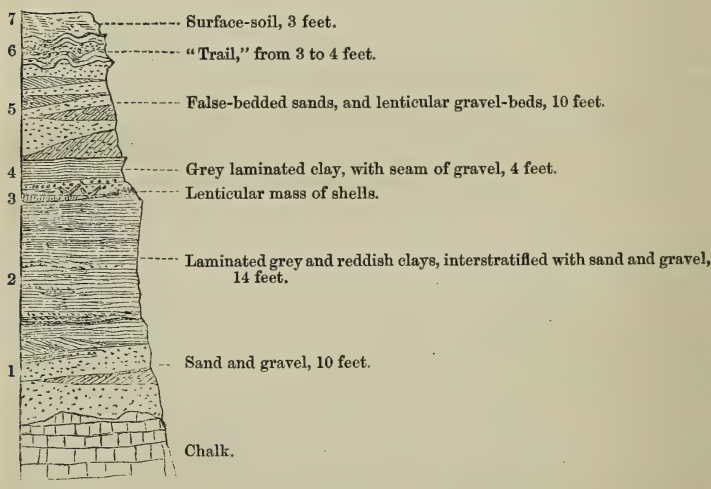 7 Surface-soil, 3 feet.
6 "Trail," from 3 to 4 feet.
5 False-bedded sands, and lenticular gravel-beds, 10 feet.
4 Grey laminated clay, with seam of gravel, 4 feet.
3 Lenticular mass of shells.
2 Laminated grey and reddish clays, interstratified with sand and gravel,
14 feet.
1 Sand and gravel, 10 feet.
Chalk.